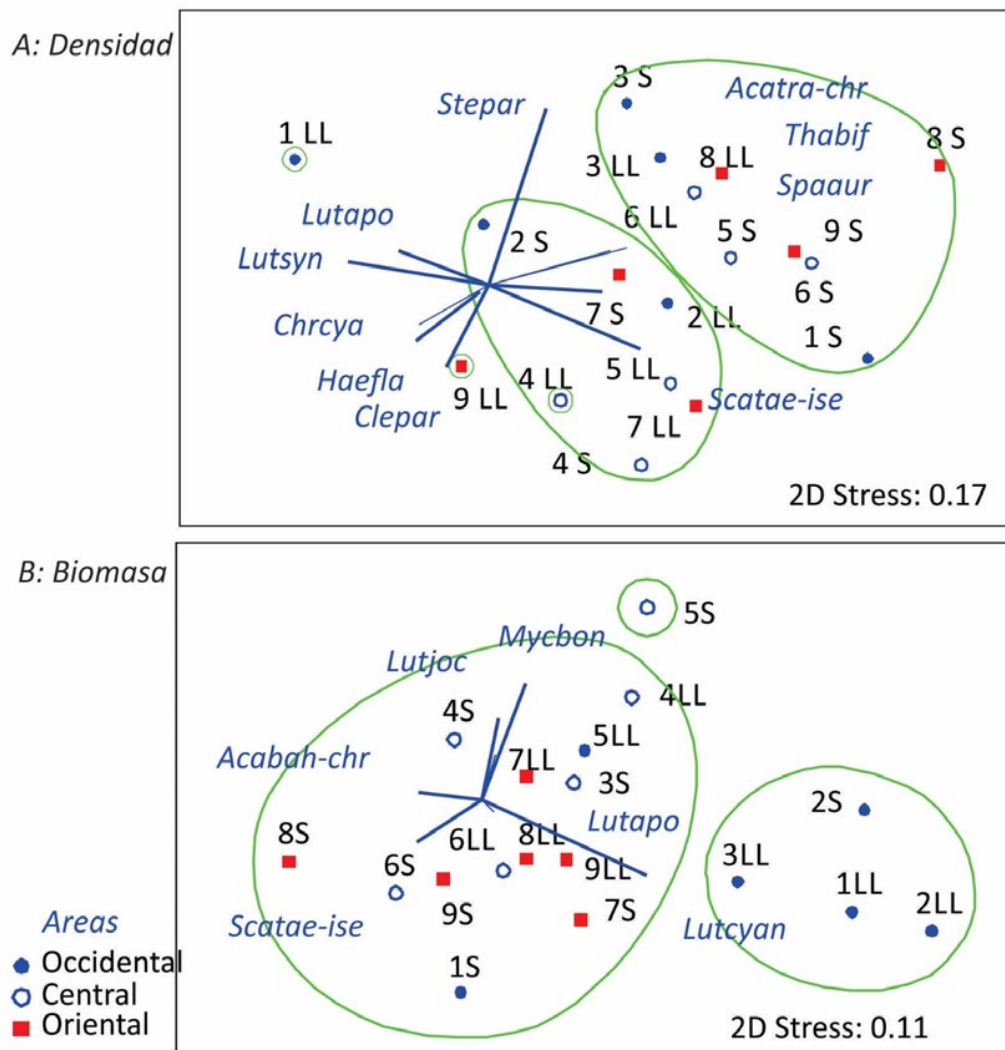 A: Densidad
3 S
Acatra-chr
Stepar
1 LL
Thabif
8 S
3 LL
8 LL
Spaaur
Lutapo
6 LL
5 S
9 S
2 S
Lutsyn
6 S
7 S
2 LL
1 S
Chrcya
5 LL
4 LL
Haefla
9 LL
Scatae-ise
Clepar
7 LL
4 S
2D Stress: 0.17
B: Biomasa
5S
Mycbon
Lutjoc
4LL
4S
5LL
Acabah-chr
7LL
3S
2S
Lutapo
8S
6LL
8LL
3LL
6S
9LL
1LL
2LL
9S
7S
Areas
Scatae-ise
Lutcyan
Occidental
1S
Central
Oriental
2D Stress: 0.11